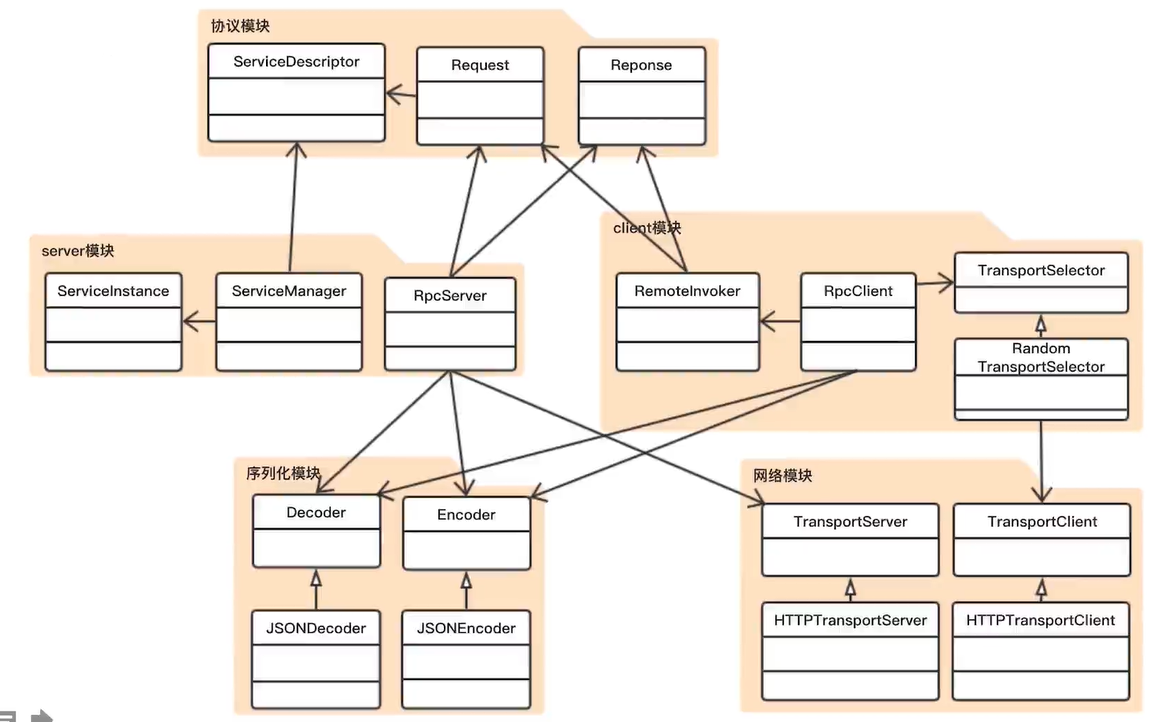 协议模块
ServiceDescriptor
Request
Reponse
server模块
ServiceInstance
ServiceManager
RpcServer
client模块
RemoteInvoker
RpcClient
TransportSelector
Random
TransportSelector
序列化模块
Decoder
Encoder
JSONDecoder
JSONEncoder
网络模块
TransportServer
TransportClient
HTTPTransportServer
HTTPTransportClient